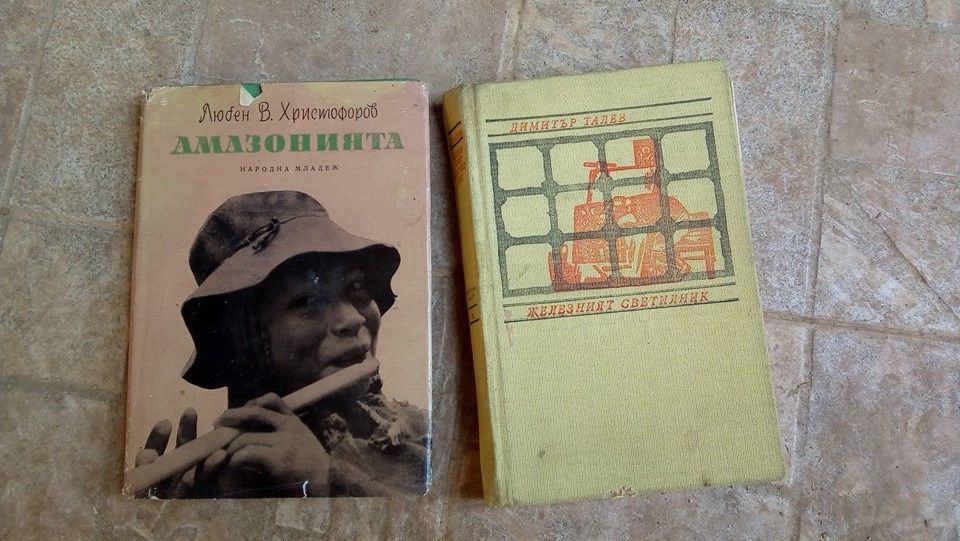 Любен В. Христофоров
АМАЗОНИЯТА
НАРОДНА МЛАДЕЖ
ДИМИТЪР ТАЛЕВ
ЖЕЛЕЗНИЯТ СВЕТИЛНИК